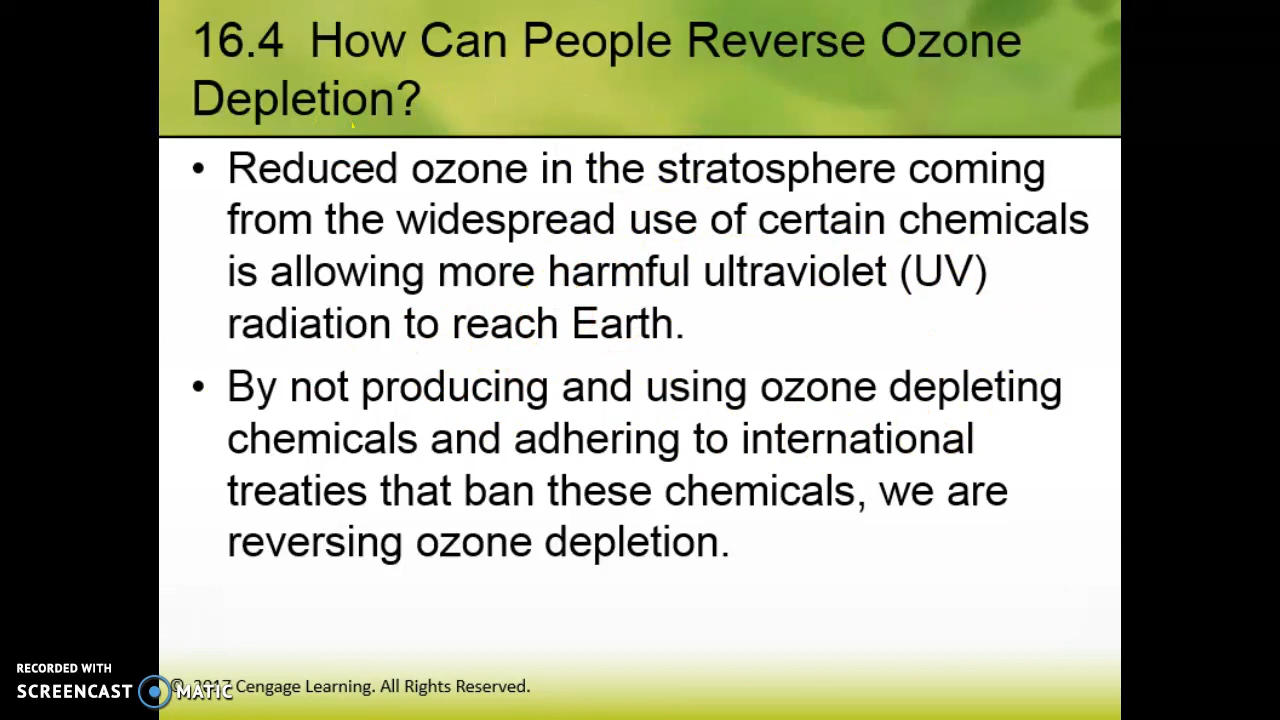 16.4 How Can People Reverse Ozone
Depletion?
• Reduced ozone in the stratosphere coming
from the widespread use of certain chemicals
is allowing more harmful ultraviolet (UV)
radiation to reach Earth.
• By not producing and using ozone depleting
chemicals and adhering to international
treaties that ban these chemicals, we are
reversing ozone depletion.
© 2017 Cengage Learning. All Rights Reserved.
RECORDED WITH
SCREENCAST MATIC